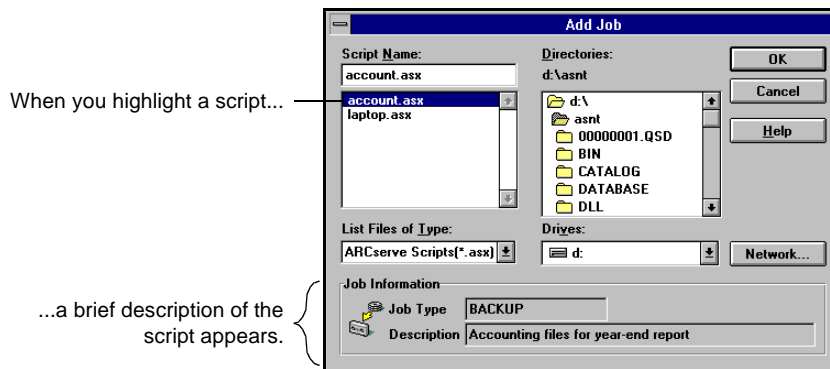 Add Job
Script Name:
account.asx
When you highlight a script...
account.asx
laptop.asx
Directories:
d:\asnt
d:\
asnt
00000001.QSD
BIN
CATALOG
DATABASE
DLL
OK
Cancel
Help
List Files of Type:
ARCserve Scripts(*.asx)
Drives:
d:
Network...
...a brief description of the
script appears.
Job Information
Job Type BACKUP
Description Accounting files for year-end report